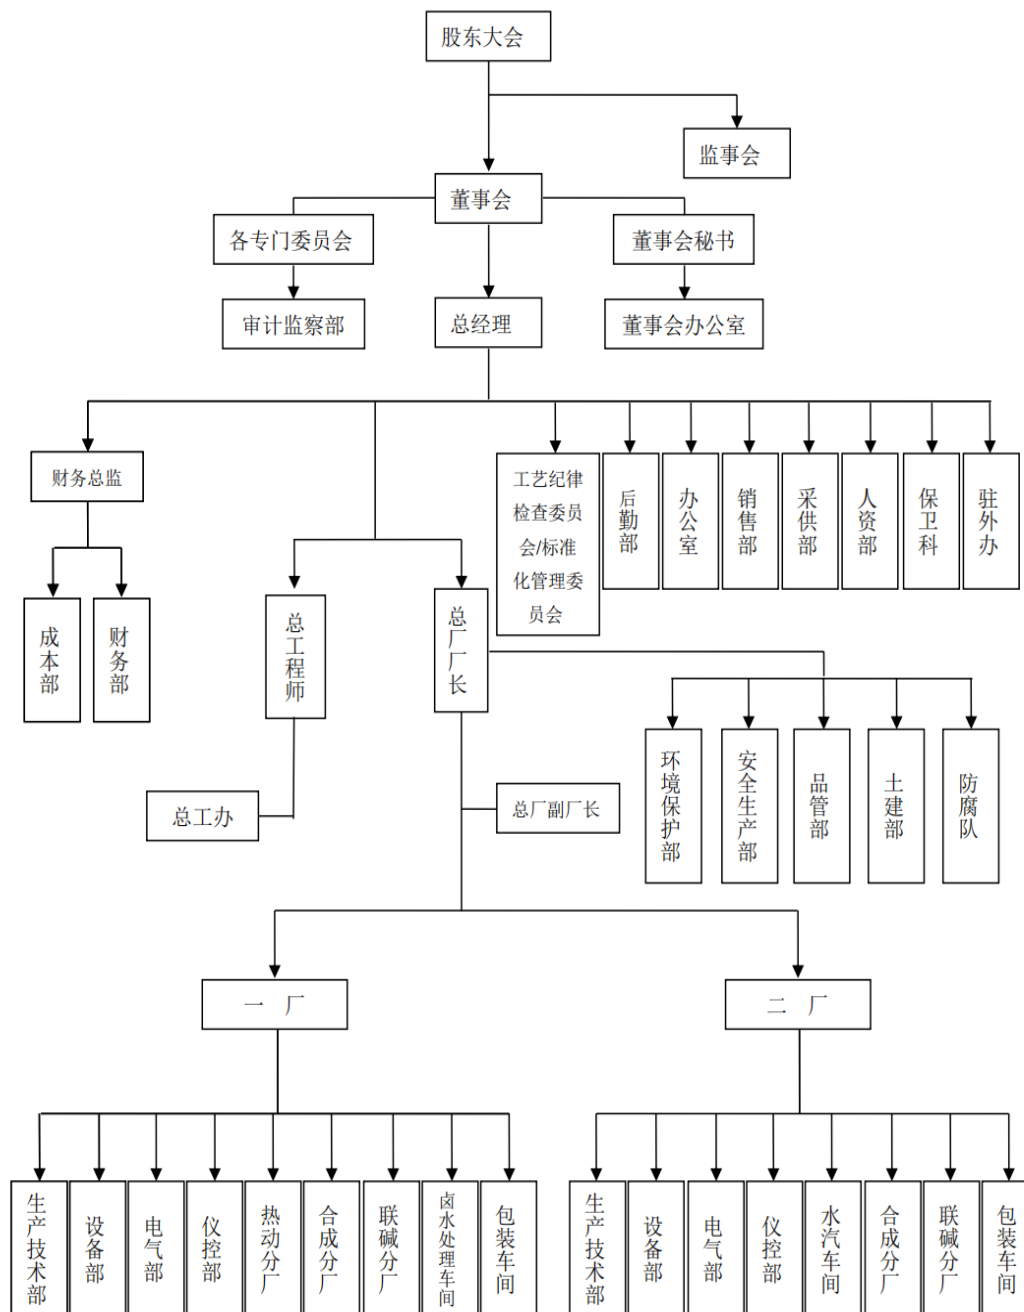 股东大会
监事会
董事会
各专门委员会
董事会秘书
审计监察部
总经理
董事会办公室
财务总监
工艺纪律
检查委员
会/标准
化管理委
员会
后勤部
办公室
销售部
采供部
人资部
保卫科
驻外办
成本部
财务部
总工程师
总厂厂长
环境保护部
安全生产部
品管部
土建部
防腐队
总工办
总厂副厂长
一 厂
二 厂
生产技术部
设备部
电气部
仪控部
热动分厂
合成分厂
联碱分厂
卤水处理车间
包装车间
生产技术部
设备部
电气部
仪控部
水汽车间
合成分厂
联碱分厂
包装车间